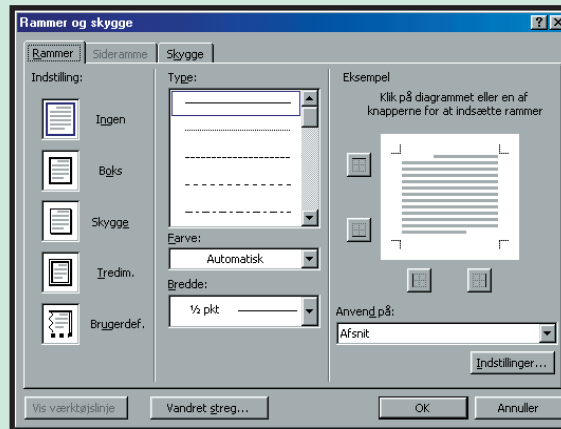 Rammer og skygge
Rammer
Sideramme
Skygge
Indstilling:
Ingen
Boks
Skygge
Tredim.
Brugerdef.
Type:
Farve:
Automatisk
Bredde:
½ pkt
Eksempel
Klik på diagrammet eller en af
knapperne for at indsætte rammer
Anvend på:
Afsnit
Indstillinger...
Vis værktøjslinje
Vandret streg...
OK
Annuller